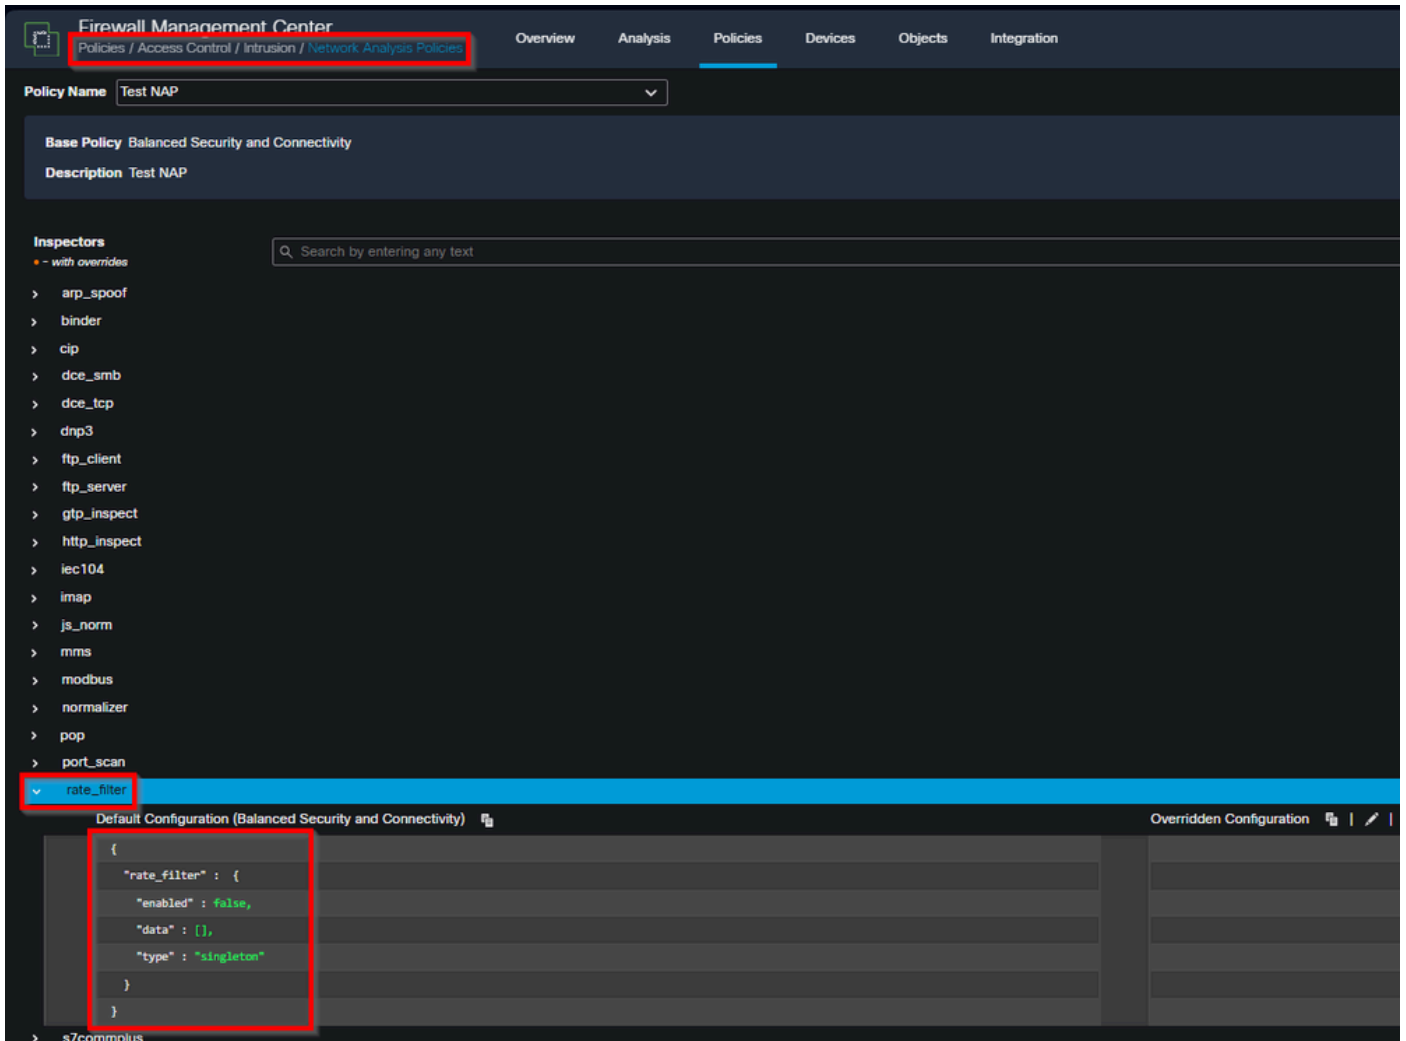 Firewall Management Center
Policies / Access Control / Intrusion / Network Analysis Policies
Overview Analysis Policies Devices Objects Integration
Policy Name Test NAP
Base Policy Balanced Security and Connectivity
Description Test NAP
Inspectors
- with overrides
Search by entering any text
arp_spoof
binder
cip
dce_smb
dce_tcp
dnp3
ftp_client
ftp_server
gtp_inspect
http_inspect
iec104
imap
js_norm
mms
modbus
normalizer
pop
port_scan
rate_filter
Default Configuration (Balanced Security and Connectivity) Overridden Configuration | |
{
"rate_filter" : {
"enabled" : false,
"data" : [],
"type" : "singleton"
}
}
s7commplus